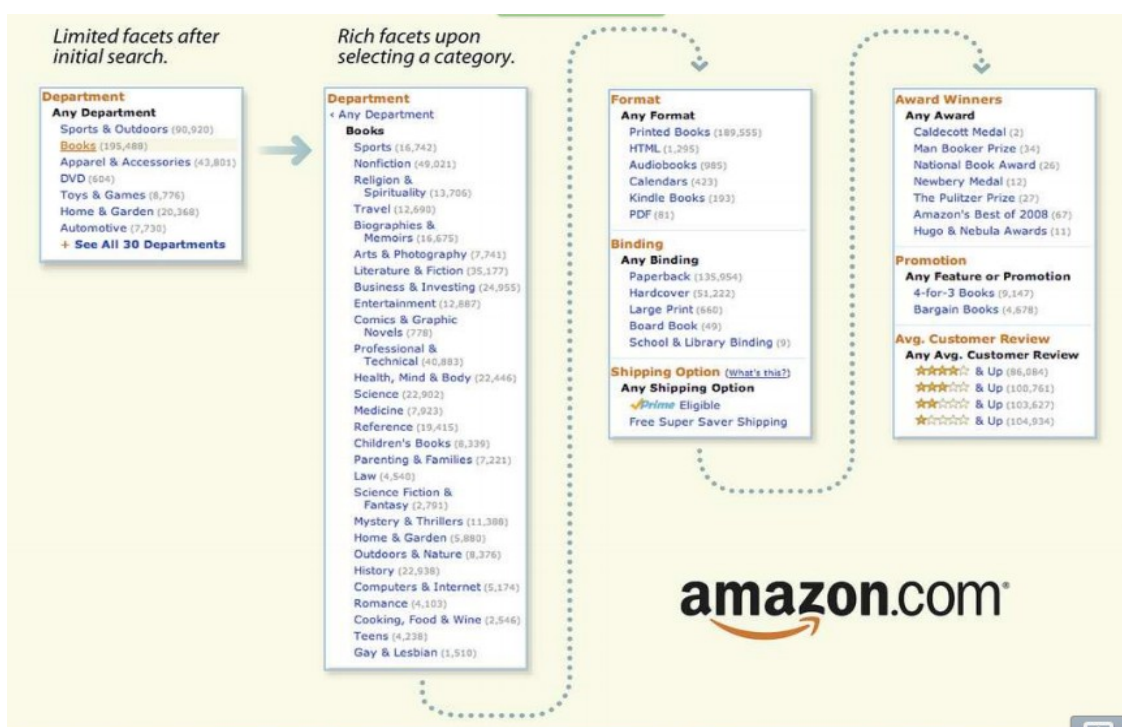 Limited facets after
initial search.
Department
Any Department
Sports & Outdoors (90,920)
Books (195,488)
Apparel & Accessories (43,801)
DVD (604)
Toys & Games (8,776)
Home & Garden (20,368)
Automotive (7,730)
+ See All 30 Departments
Rich facets upon
selecting a category.
Department
‹ Any Department
Books
Sports (16,742)
Nonfiction (49,021)
Religion &
Spirituality (13,706)
Travel (12,690)
Biographies &
Memoirs (16,675)
Arts & Photography (7,741)
Literature & Fiction (35,177)
Business & Investing (24,955)
Entertainment (12,887)
Comics & Graphic
Novels (778)
Professional &
Technical (40,883)
Health, Mind & Body (22,446)
Science (22,902)
Medicine (7,923)
Reference (19,415)
Children's Books (8,339)
Parenting & Families (7,221)
Law (4,540)
Science Fiction &
Fantasy (2,791)
Mystery & Thrillers (11,388)
Home & Garden (5,880)
Outdoors & Nature (8,376)
History (22,938)
Computers & Internet (5,174)
Romance (4,103)
Cooking, Food & Wine (2,546)
Teens (4,238)
Gay & Lesbian (1,510)
Format
Any Format
Printed Books (189,555)
HTML (1,295)
Audiobooks (985)
Calendars (423)
Kindle Books (193)
PDF (81)
Binding
Any Binding
Paperback (135,954)
Hardcover (51,222)
Large Print (660)
Board Book (49)
School & Library Binding (9)
Shipping Option (What's this?)
Any Shipping Option
Prime Eligible
Free Super Saver Shipping
Award Winners
Any Award
Caldecott Medal (2)
Man Booker Prize (34)
National Book Award (26)
Newbery Medal (12)
The Pulitzer Prize (27)
Amazon's Best of 2008 (67)
Hugo & Nebula Awards (11)
Promotion
Any Feature or Promotion
4-for-3 Books (9,147)
Bargain Books (4,678)
Avg. Customer Review
Any Avg. Customer Review
& Up (86,084)
& Up (100,761)
& Up (103,627)
& Up (104,934)
amazon.com®